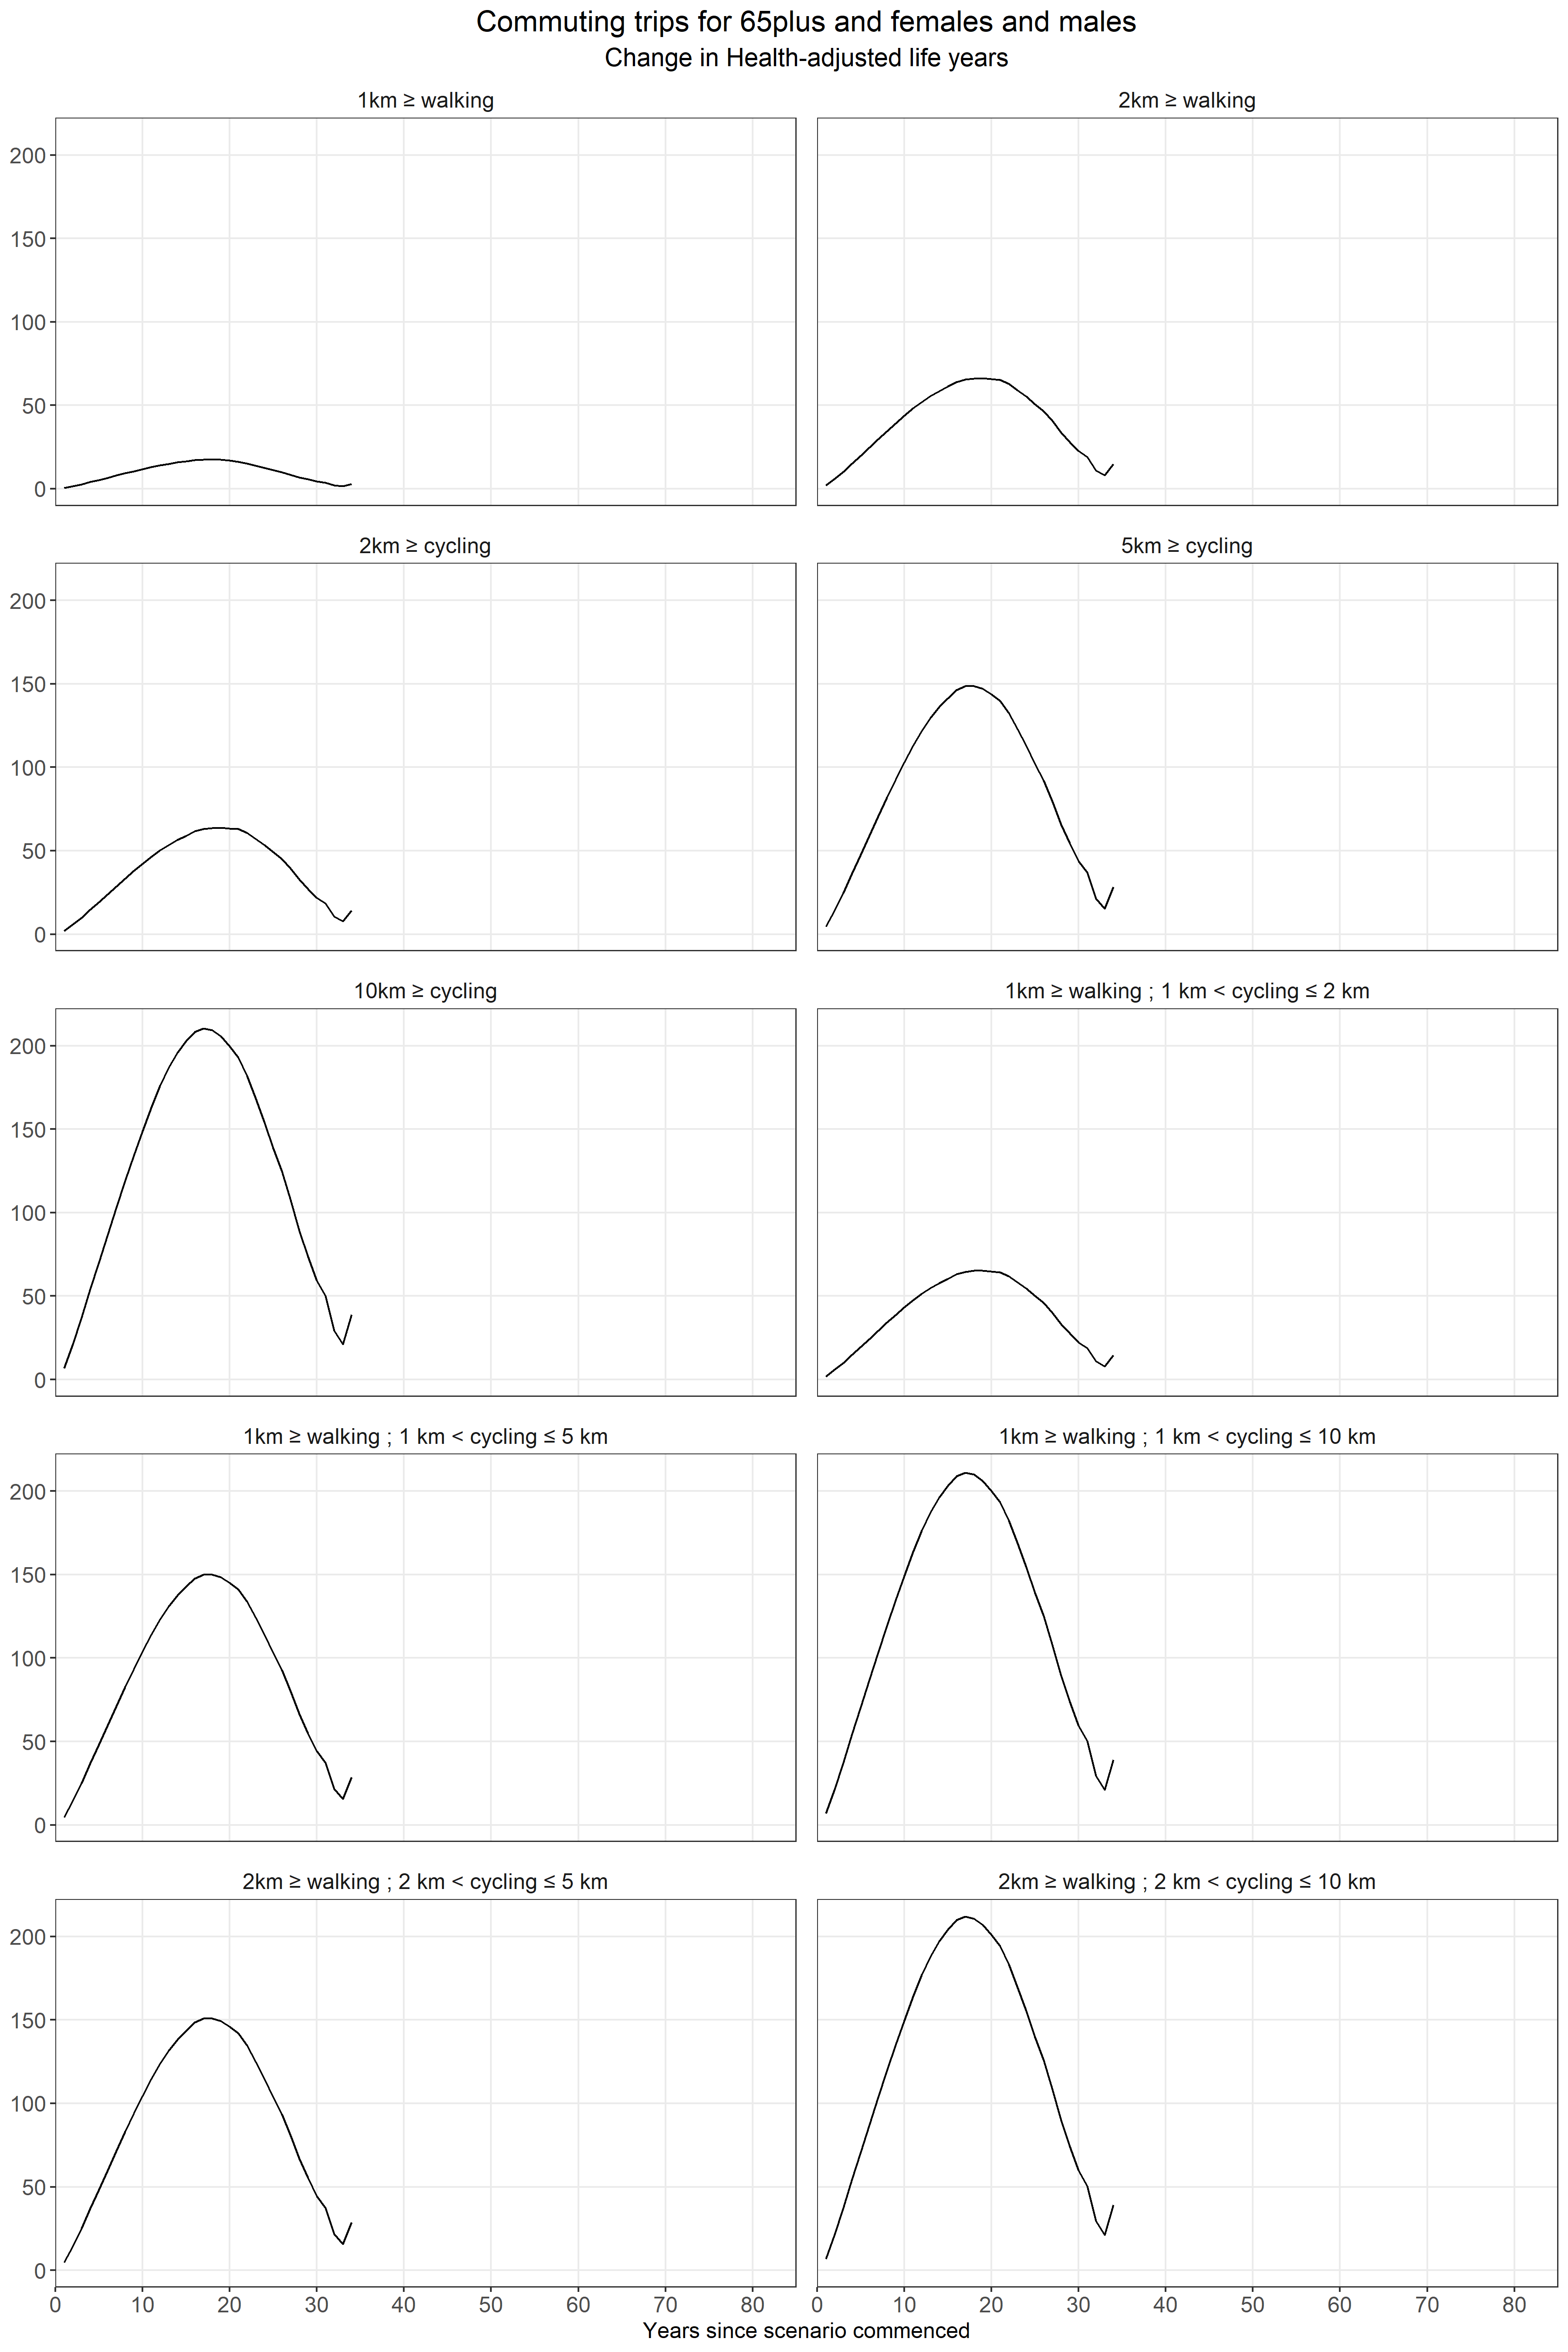 Commuting trips for 65plus and females and males
Change in Health-adjusted life years
1km ≥ walking
2km ≥ walking
200
150
100
50
0
2km ≥ cycling
5km ≥ cycling
200
150
100
50
0
10km ≥ cycling
1km ≥ walking ; 1 km < cycling ≤ 2 km
200
150
100
50
0
1km ≥ walking ; 1 km < cycling ≤ 5 km
1km ≥ walking ; 1 km < cycling ≤ 10 km
200
150
100
50
0
2km ≥ walking ; 2 km < cycling ≤ 5 km
2km ≥ walking ; 2 km < cycling ≤ 10 km
200
150
100
50
0
0 10 20 30 40 50 60 70 80
0 10 20 30 40 50 60 70 80
Years since scenario commenced